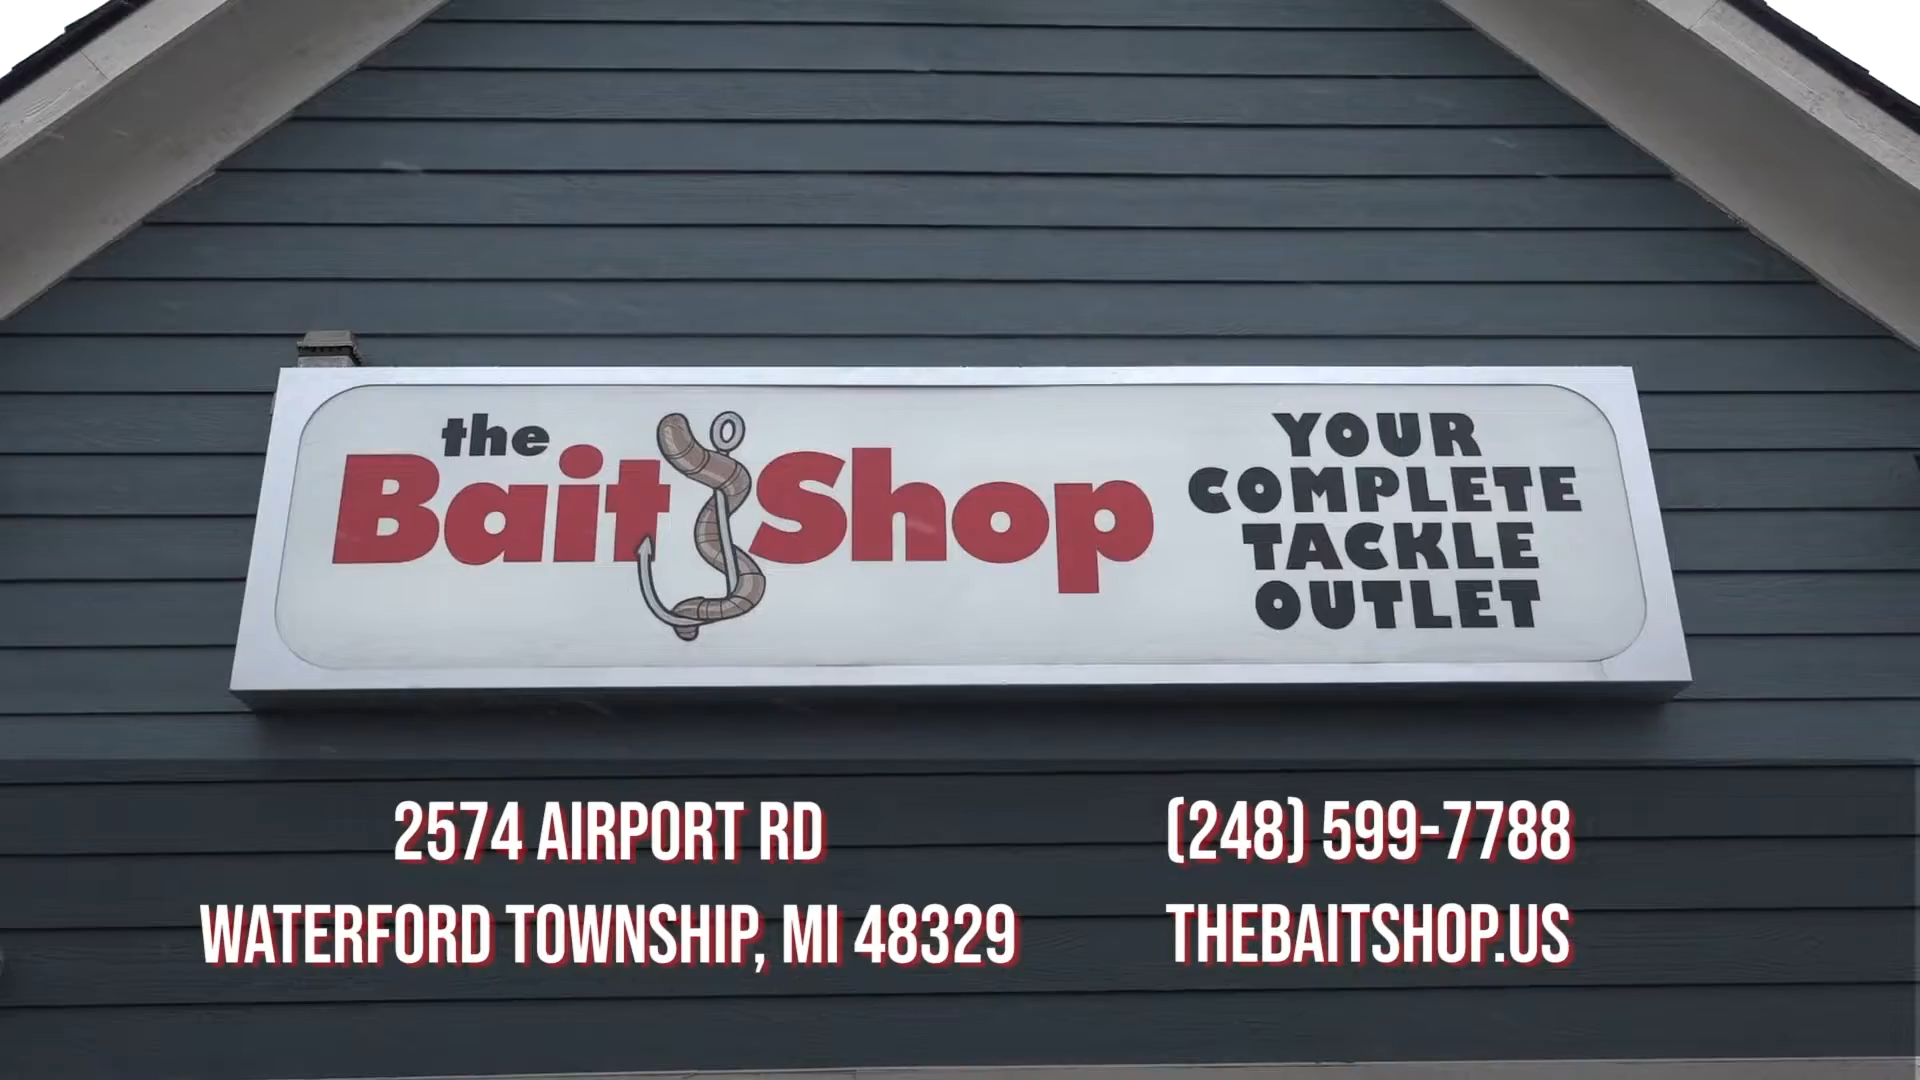 the
Bait Shop
YOUR
COMPLETE
TACKLE
OUTLET
2574 AIRPORT RD
WATERFORD TOWNSHIP, MI 48329
(248) 599-7788
THEBAITSHOP.US